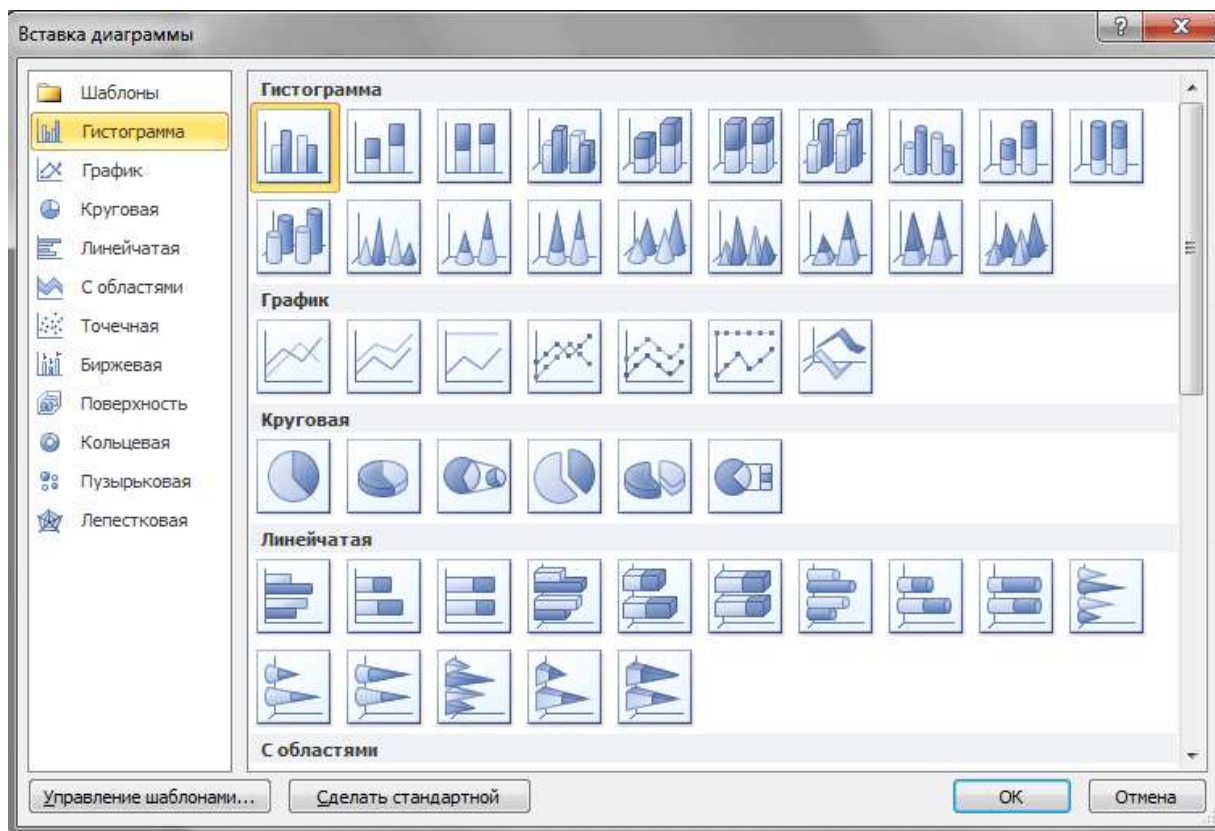 Вставка диаграммы
Шаблоны
Гистограмма
График
Круговая
Линейчатая
С областями
Точечная
Биржевая
Поверхность
Кольцевая
Пузырьковая
Лепестковая
Гистограмма
График
Круговая
Линейчатая
С областями
Управление шаблонами...
Сделать стандартной
ОК
Отмена